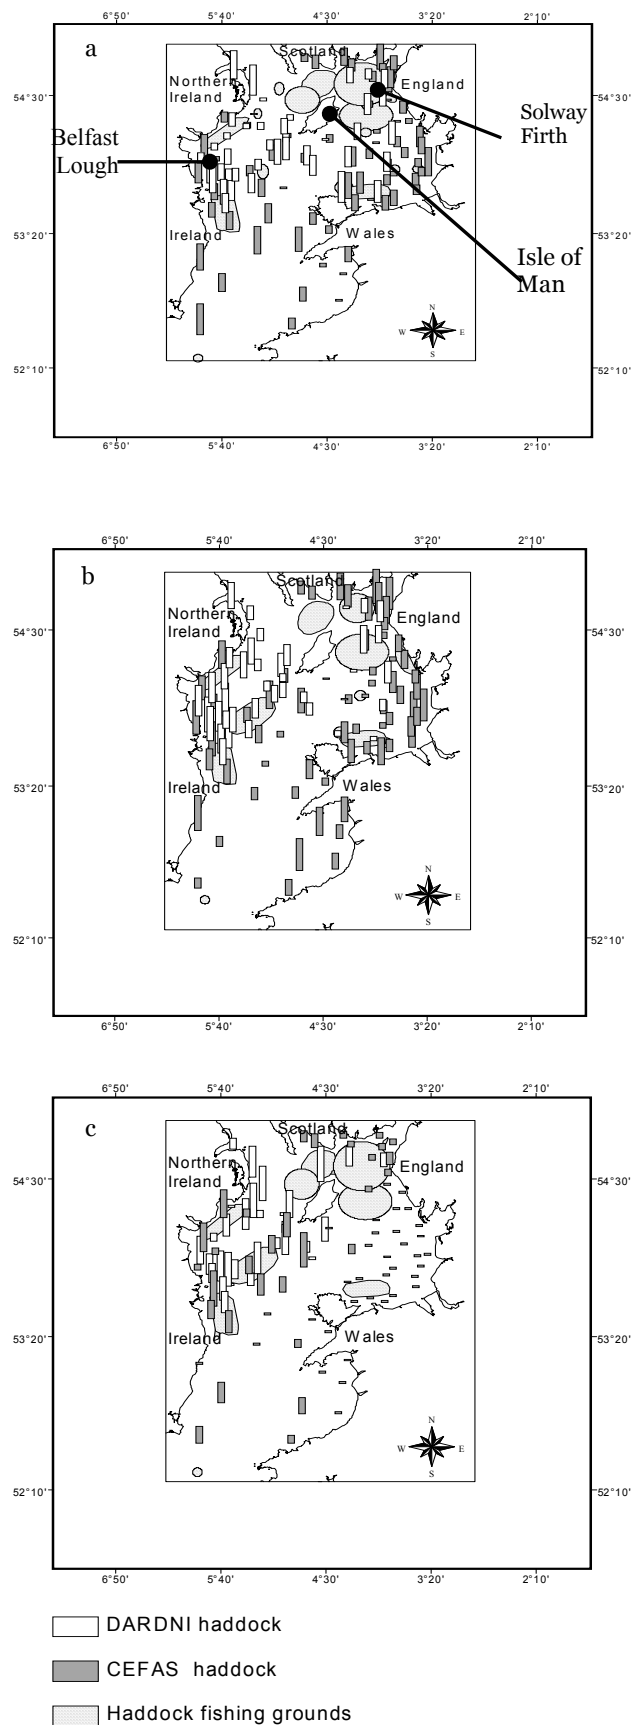 6°50' 5°40' 4°30' 3°20' 2°10'
a
Scotland
Northern
Ireland
England
54°30'
54°30'
Solway
Firth
Belfast
Lough
53°20'
53°20'
Ireland
Wales
Isle of
Man
N
W E
S
52°10'
52°10'
6°50' 5°40' 4°30' 3°20' 2°10'
6°50' 5°40' 4°30' 3°20' 2°10'
b
Scotland
Northern
Ireland
England
54°30'
54°30'
53°20'
53°20'
Ireland
Wales
N
W E
S
52°10'
52°10'
6°50' 5°40' 4°30' 3°20' 2°10'
6°50' 5°40' 4°30' 3°20' 2°10'
c
Scotland
Northern
Ireland
England
54°30'
54°30'
53°20'
53°20'
Ireland
Wales
N
W E
S
52°10'
52°10'
6°50' 5°40' 4°30' 3°20' 2°10'
DARDNI haddock
CEFAS haddock
Haddock fishing grounds